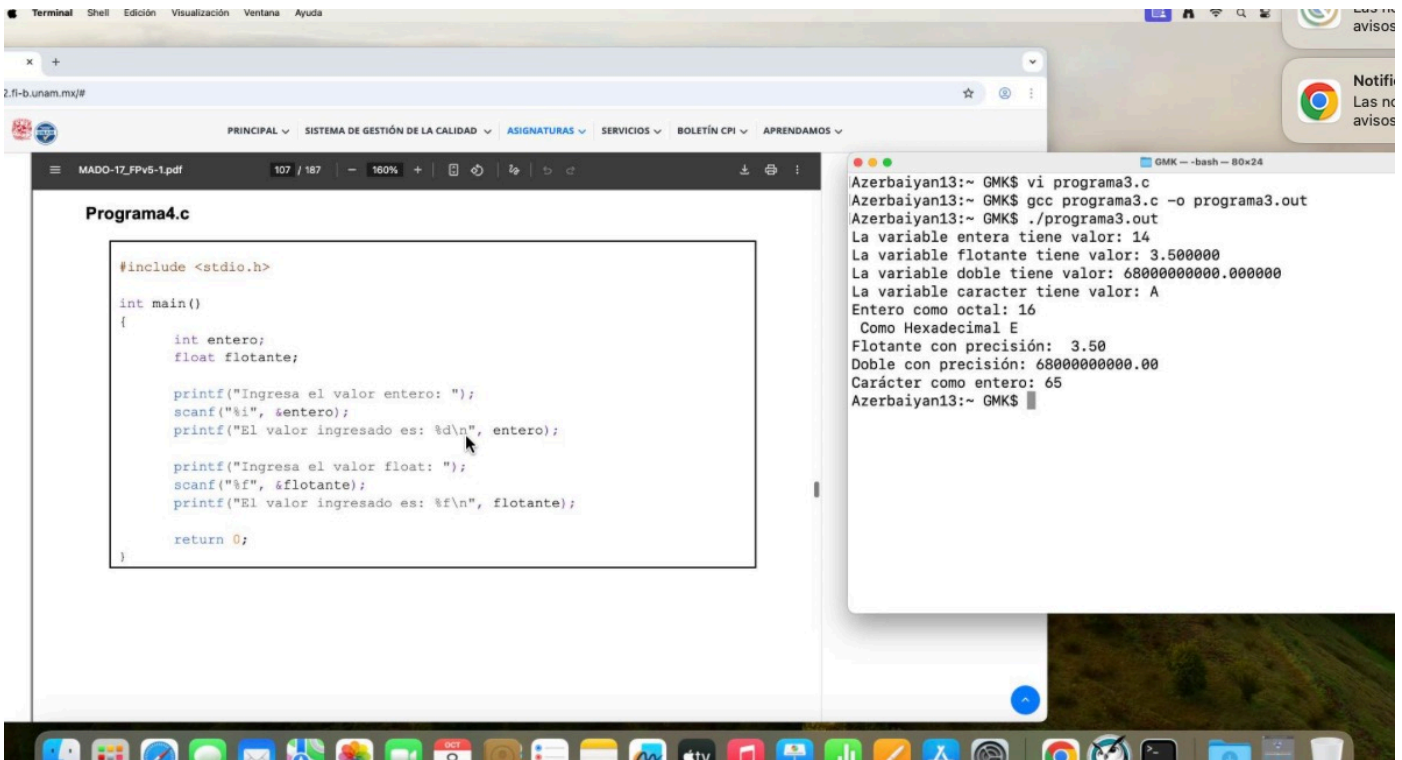 Terminal Shell Edición Visualización Ventana Ayuda
avisos
Notifi
Las no
avisos
2.fi-b.unam.mx/#
PRINCIPAL SISTEMA DE GESTIÓN DE LA CALIDAD ASIGNATURAS SERVICIOS BOLETÍN CPI APRENDAMOS
MADO-17_FPv5-1.pdf 107 / 187 − 160% +
Programa4.c
#include <stdio.h>
int main()
{
int entero;
float flotante;
printf("Ingresa el valor entero: ");
scanf("%i", &entero);
printf("El valor ingresado es: %d\n", entero);
printf("Ingresa el valor float: ");
scanf("%f", &flotante);
printf("El valor ingresado es: %f\n", flotante);
return 0;
}
GMK — -bash — 80×24
Azerbaiyan13:~ GMK$ vi programa3.c
Azerbaiyan13:~ GMK$ gcc programa3.c -o programa3.out
Azerbaiyan13:~ GMK$ ./programa3.out
La variable entera tiene valor: 14
La variable flotante tiene valor: 3.500000
La variable doble tiene valor: 68000000000.000000
La variable caracter tiene valor: A
Entero como octal: 16
Como Hexadecimal E
Flotante con precisión:  3.50
Doble con precisión: 68000000000.00
Carácter como entero: 65
Azerbaiyan13:~ GMK$
OCT
tv